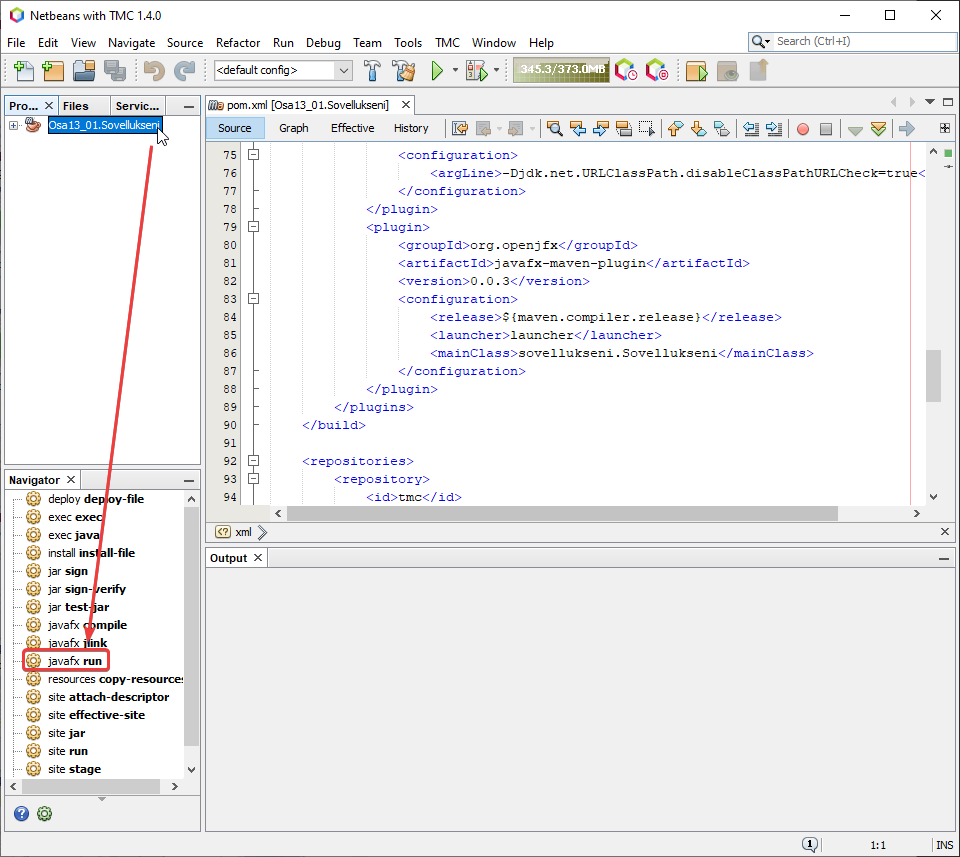 Netbeans with TMC 1.4.0
File Edit View Navigate Source Refactor Run Debug Team Tools TMC Window Help
Search (Ctrl+I)
<default config>
345.3/373.0MB
Pro... Files Servic...
Osa13_01.Sovellukseni
pom.xml [Osa13_01.Sovellukseni]
Source Graph Effective History
75 <configuration>
76 <argLine>-Djdk.net.URLClassPath.disableClassPathURLCheck=true<
77 </configuration>
78 </plugin>
79 <plugin>
80 <groupId>org.openjfx</groupId>
81 <artifactId>javafx-maven-plugin</artifactId>
82 <version>0.0.3</version>
83 <configuration>
84 <release>${maven.compiler.release}</release>
85 <launcher>launcher</launcher>
86 <mainClass>sovellukseni.Sovellukseni</mainClass>
87 </configuration>
88 </plugin>
89 </plugins>
90 </build>
91
92 <repositories>
93 <repository>
94 <id>tmc</id>
xml
Navigator
deploy deploy-file
exec exec
exec java
install install-file
jar sign
jar sign-verify
jar test-jar
javafx compile
javafx jlink
javafx run
resources copy-resources
site attach-descriptor
site effective-site
site jar
site run
site stage
Output
1
1:1
INS